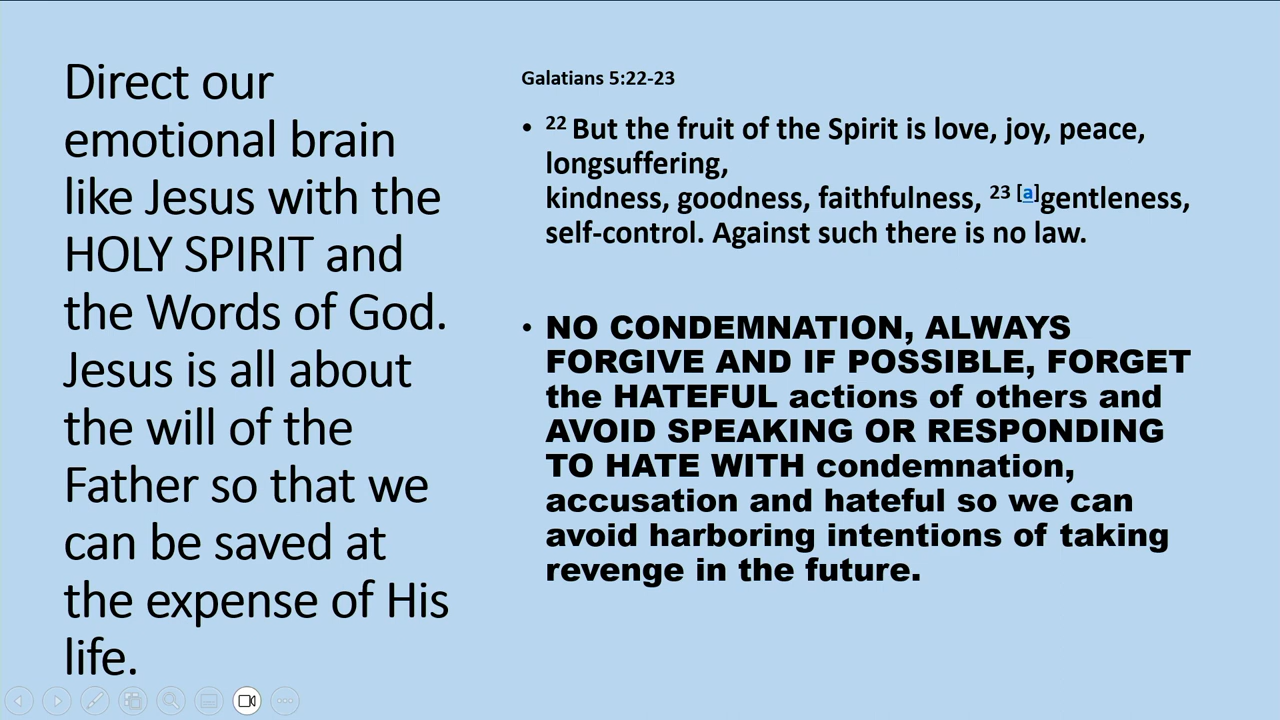 Direct our
emotional brain
like Jesus with the
HOLY SPIRIT and
the Words of God.
Jesus is all about
the will of the
Father so that we
can be saved at
the expense of His
life.
Galatians 5:22-23
• 22 But the fruit of the Spirit is love, joy, peace,
longsuffering,
kindness, goodness, faithfulness, 23 [a]gentleness,
self-control. Against such there is no law.
• NO CONDEMNATION, ALWAYS
FORGIVE AND IF POSSIBLE, FORGET
the HATEFUL actions of others and
AVOID SPEAKING OR RESPONDING
TO HATE WITH condemnation,
accusation and hateful so we can
avoid harboring intentions of taking
revenge in the future.